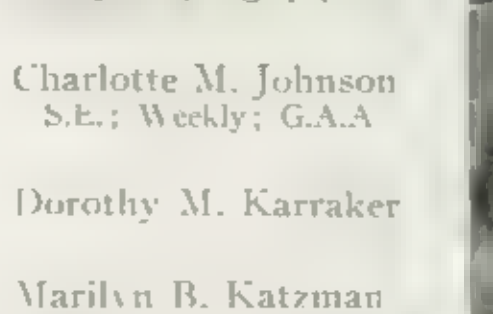 Charlotte M. Johnson
S.E.; Weekly; G.A.A
Dorothy M. Karraker
Marilyn B. Katzman